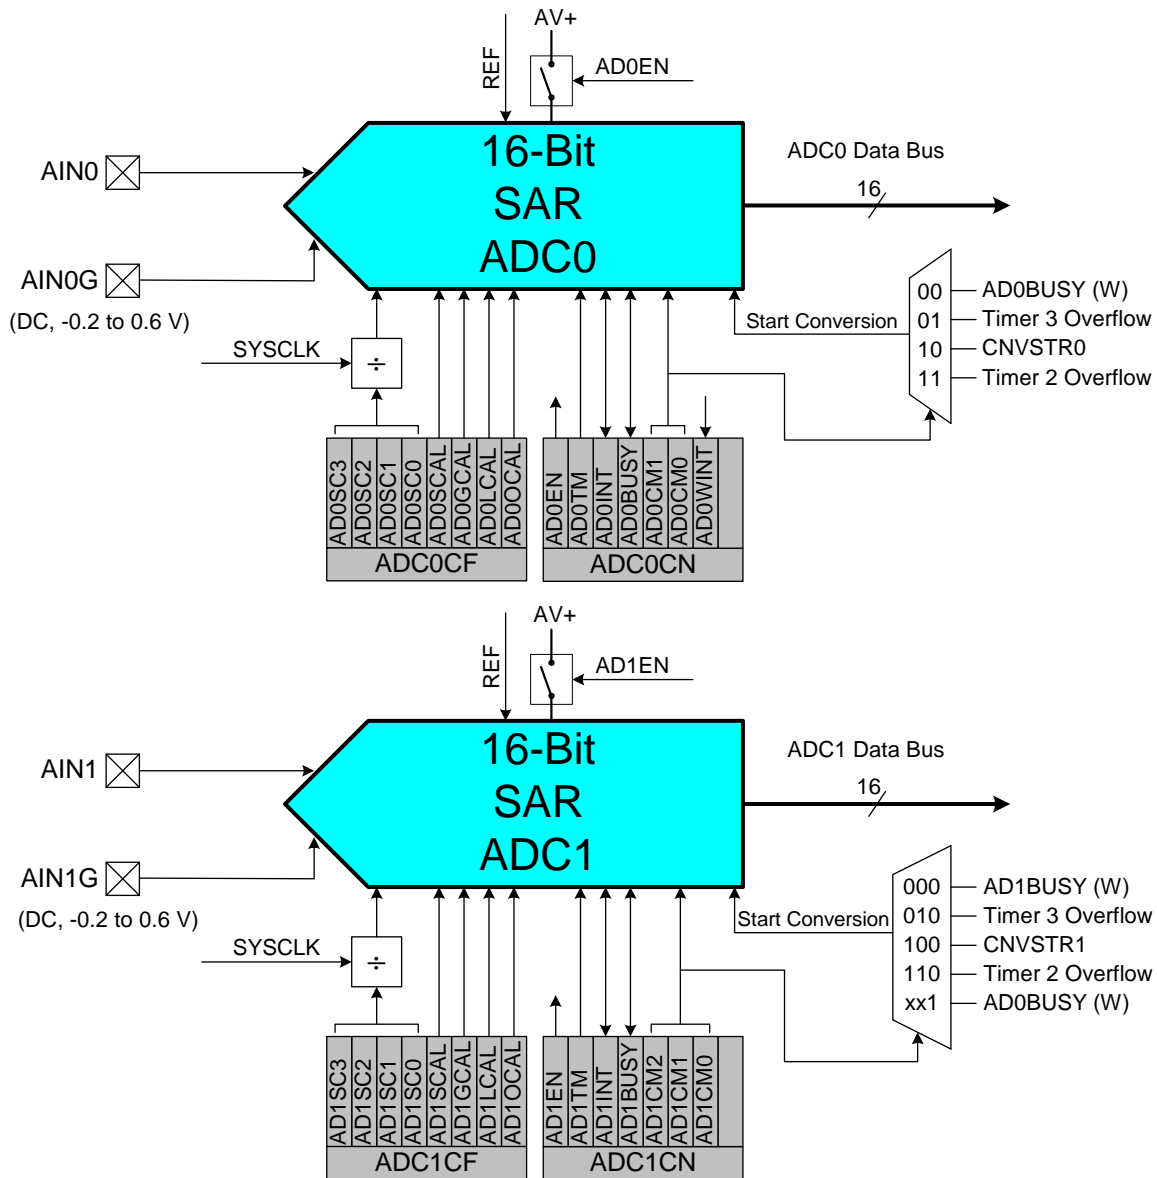 AV+
REF
AD0EN
16-Bit
SAR
ADC0
AIN0
AIN0G
(DC, -0.2 to 0.6 V)
ADC0 Data Bus
16
SYSCLK
÷
Start Conversion
00 AD0BUSY (W)
01 Timer 3 Overflow
10 CNVSTR0
11 Timer 2 Overflow
AD0SC3
AD0SC2
AD0SC1
AD0SC0
AD0SCAL
AD0GCAL
AD0LCAL
AD0OCAL
ADC0CF
AD0EN
AD0TM
AD0INT
AD0BUSY
AD0CM1
AD0CM0
AD0WINT
ADC0CN
AV+
REF
AD1EN
16-Bit
SAR
ADC1
AIN1
AIN1G
(DC, -0.2 to 0.6 V)
ADC1 Data Bus
16
SYSCLK
÷
Start Conversion
000 AD1BUSY (W)
010 Timer 3 Overflow
100 CNVSTR1
110 Timer 2 Overflow
xx1 AD0BUSY (W)
AD1SC3
AD1SC2
AD1SC1
AD1SC0
AD1SCAL
AD1GCAL
AD1LCAL
AD1OCAL
ADC1CF
AD1EN
AD1TM
AD1INT
AD1BUSY
AD1CM2
AD1CM1
AD1CM0
ADC1CN